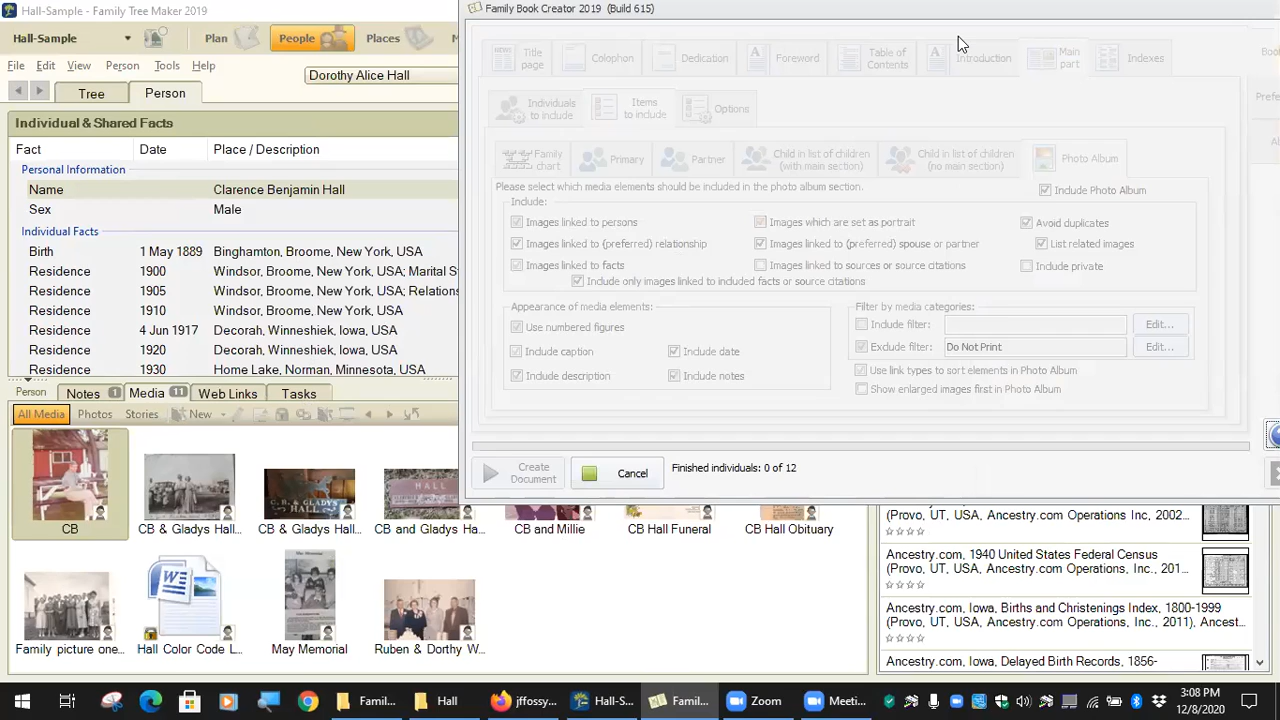 Hall-Sample - Family Tree Maker 2019
Hall-Sample
Plan
People
Places
File Edit View Person Tools Help
Dorothy Alice Hall
Tree
Person
Individual & Shared Facts
Fact Date Place / Description
Personal Information
Name Clarence Benjamin Hall
Sex Male
Individual Facts
Birth 1 May 1889 Binghamton, Broome, New York, USA
Residence 1900 Windsor, Broome, New York, USA; Marital St
Residence 1905 Windsor, Broome, New York, USA; Relations
Residence 1910 Windsor, Broome, New York, USA
Residence 4 Jun 1917 Decorah, Winneshiek, Iowa, USA
Residence 1920 Windsor, Broome, New York, USA
Residence 1930 Home Lake, Norman, Minnesota, USA
Person Notes 1 Media 11 Web Links Tasks
All Media Photos Stories New
CB
CB & Gladys Hall...
CB & Gladys Hall...
CB and Gladys Ha...
CB and Millie
CB Hall Funeral
CB Hall Obituary
Family picture one...
Hall Color Code L...
May Memorial
Ruben & Dorthy W...
Family Book Creator 2019 (Build 615)
Title page
Colophon
Dedication
Foreword
Table of Contents
Introduction
Main part
Indexes
Individuals to include
Items to include
Options
Family chart
Primary
Partner
Child in list of children (with main section)
Child in list of children (no main section)
Photo Album
Please select which media elements should be included in the photo album section.
Include Photo Album
Include:
Images linked to persons
Images which are set as portrait
Avoid duplicates
Images linked to (preferred) relationship
Images linked to (preferred) spouse or partner
List related images
Images linked to facts
Images linked to sources or source citations
Include private
Include only images linked to included facts or source citations
Appearance of media elements:
Use numbered figures
Include caption
Include date
Include description
Include notes
Filter by media categories:
Include filter:
Edit...
Exclude filter:
Do Not Print
Edit...
Use link types to sort elements in Photo Album
Show enlarged images first in Photo Album
Create Document
Cancel
Finished individuals: 0 of 12
(Provo, UT, USA, Ancestry.com Operations Inc, 2002...
Ancestry.com, 1940 United States Federal Census
(Provo, UT, USA, Ancestry.com Operations, Inc., 201...
Ancestry.com, Iowa, Births and Christenings Index, 1800-1999
(Provo, UT, USA, Ancestry.com Operations, Inc., 2011), Ancest...
Ancestry.com, Iowa, Delayed Birth Records, 1856-
Famil...
Hall
jffossy...
Hall-S...
Famil...
Zoom
Meeti...
3:08 PM
12/8/2020